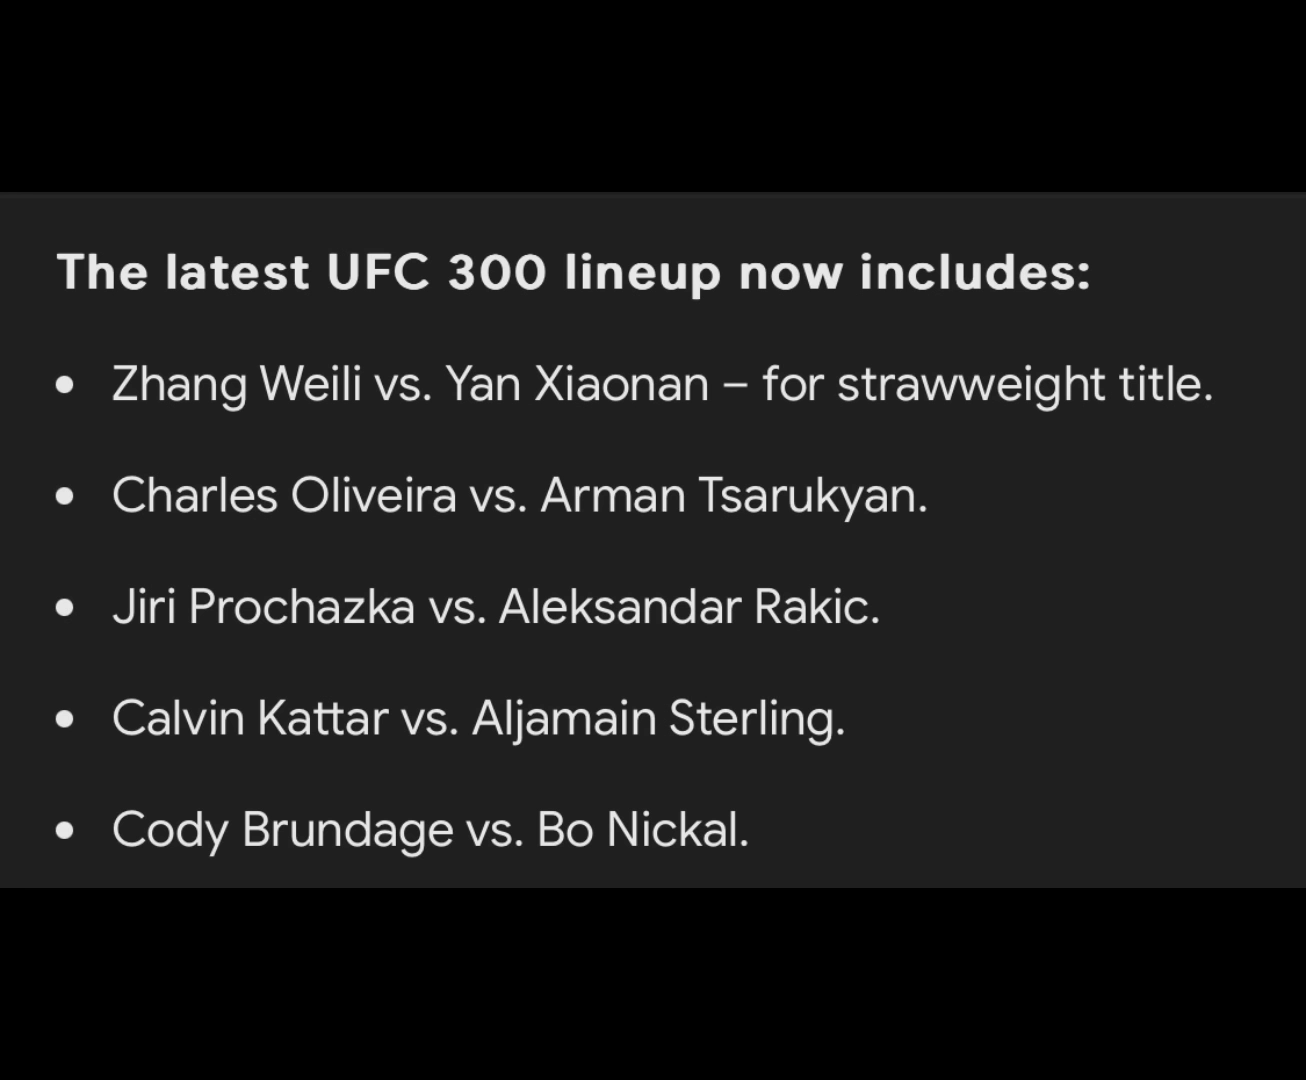 The latest UFC 300 lineup now includes:
• Zhang Weili vs. Yan Xiaonan – for strawweight title.
• Charles Oliveira vs. Arman Tsarukyan.
• Jiri Prochazka vs. Aleksandar Rakic.
• Calvin Kattar vs. Aljamain Sterling.
• Cody Brundage vs. Bo Nickal.